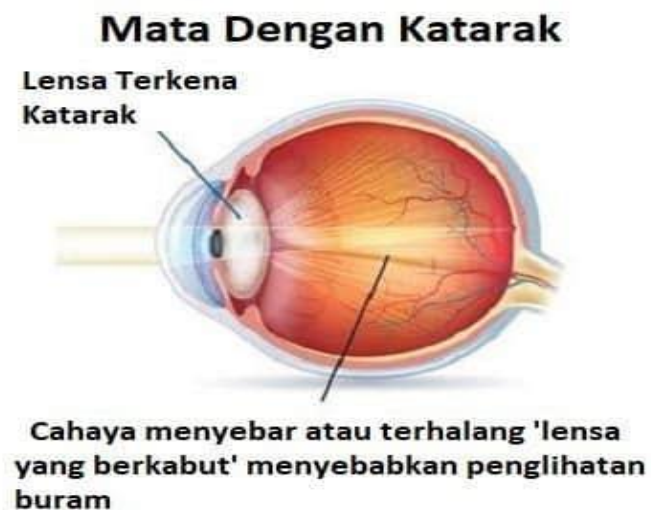 Mata Dengan Katarak
Lensa Terkena
Katarak
Cahaya menyebar atau terhalang 'lensa
yang berkabut' menyebabkan penglihatan
buram